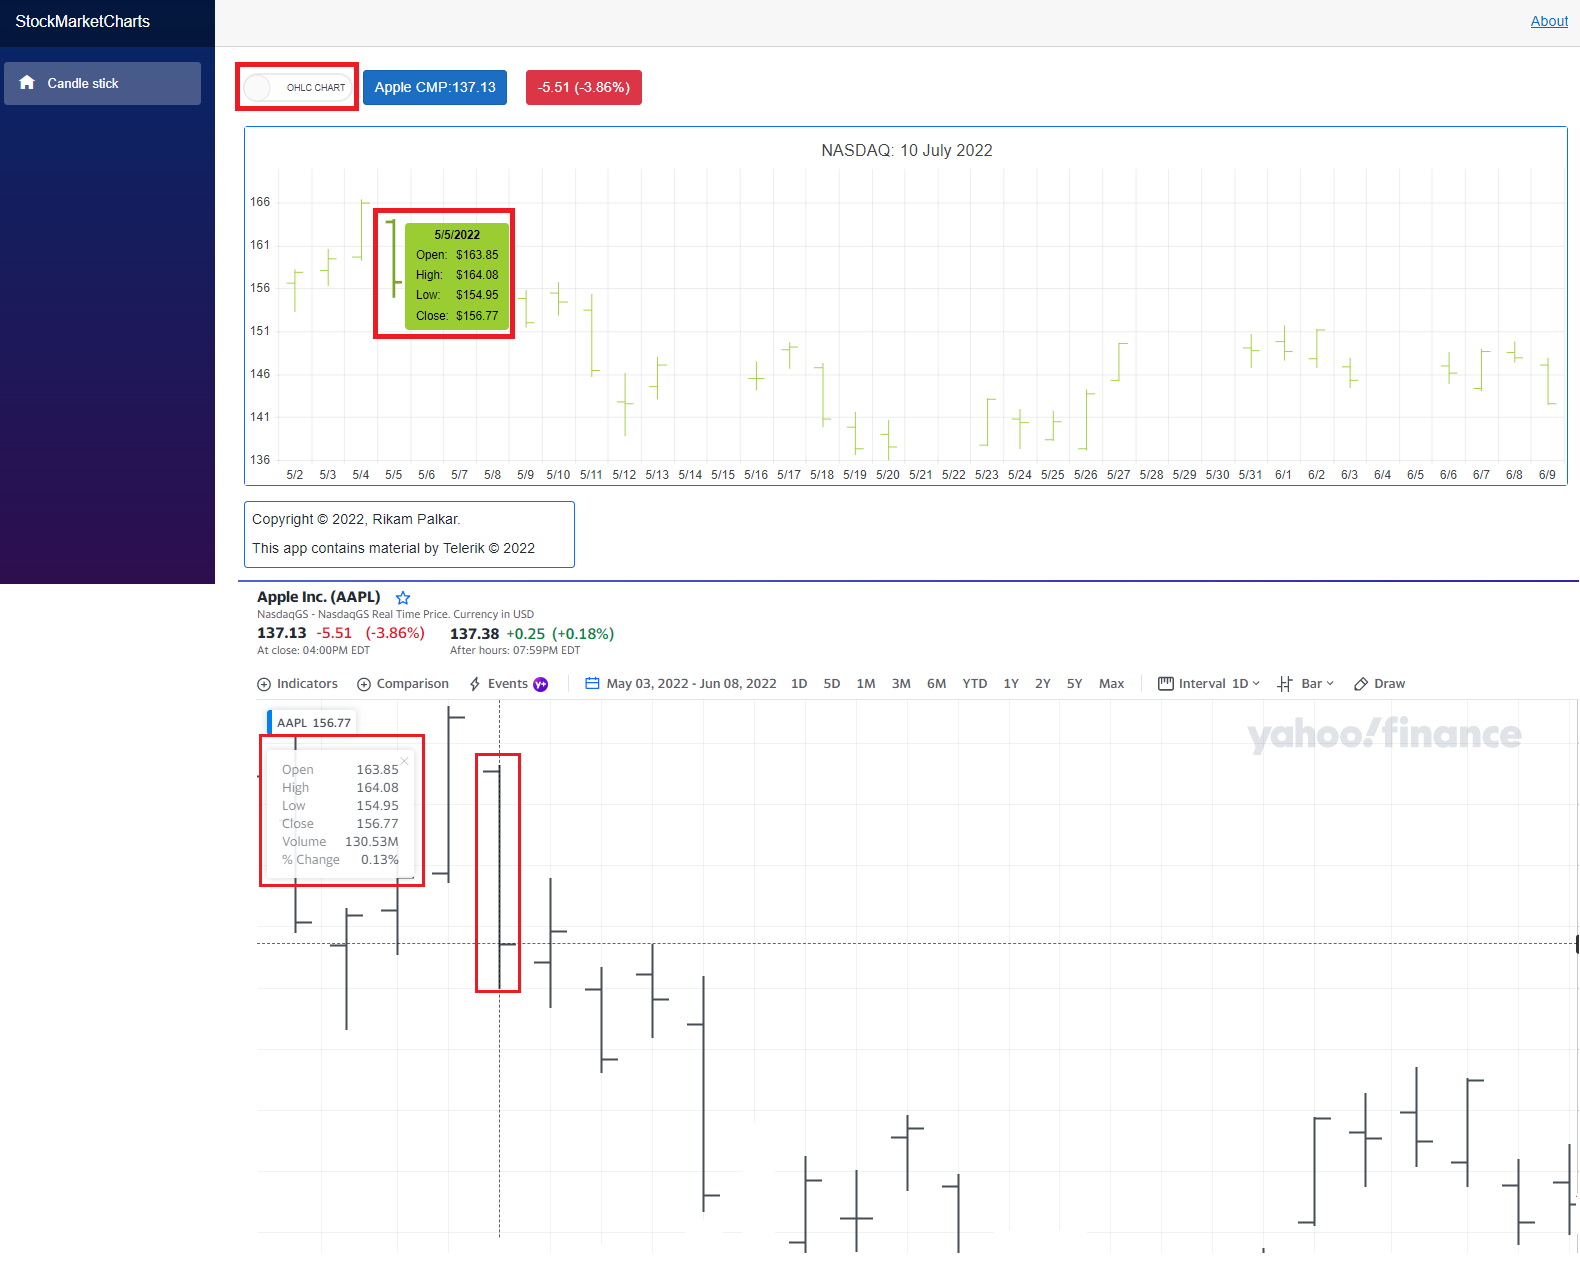 StockMarketCharts
About
Candle stick
OHLC CHART
Apple CMP:137.13
-5.51 (-3.86%)
NASDAQ: 10 July 2022
166
161
156
151
146
141
136
5/5/2022
Open: $163.85
High: $164.08
Low: $154.95
Close: $156.77
5/2 5/3 5/4 5/5 5/6 5/7 5/8 5/9 5/10 5/11 5/12 5/13 5/14 5/15 5/16 5/17 5/18 5/19 5/20 5/21 5/22 5/23 5/24 5/25 5/26 5/27 5/28 5/29 5/30 5/31 6/1 6/2 6/3 6/4 6/5 6/6 6/7 6/8 6/9
Copyright © 2022, Rikam Palkar.
This app contains material by Telerik © 2022
Apple Inc. (AAPL)
NasdaqGS - NasdaqGS Real Time Price. Currency in USD
137.13 -5.51 (-3.86%) 137.38 +0.25 (+0.18%)
At close: 04:00PM EDT After hours: 07:59PM EDT
Indicators Comparison Events Y+ May 03, 2022 - Jun 08, 2022 1D 5D 1M 3M 6M YTD 1Y 2Y 5Y Max Interval 1D Bar Draw
AAPL 156.77
yahoo!finance
Open 163.85
High 164.08
Low 154.95
Close 156.77
Volume 130.53M
% Change 0.13%